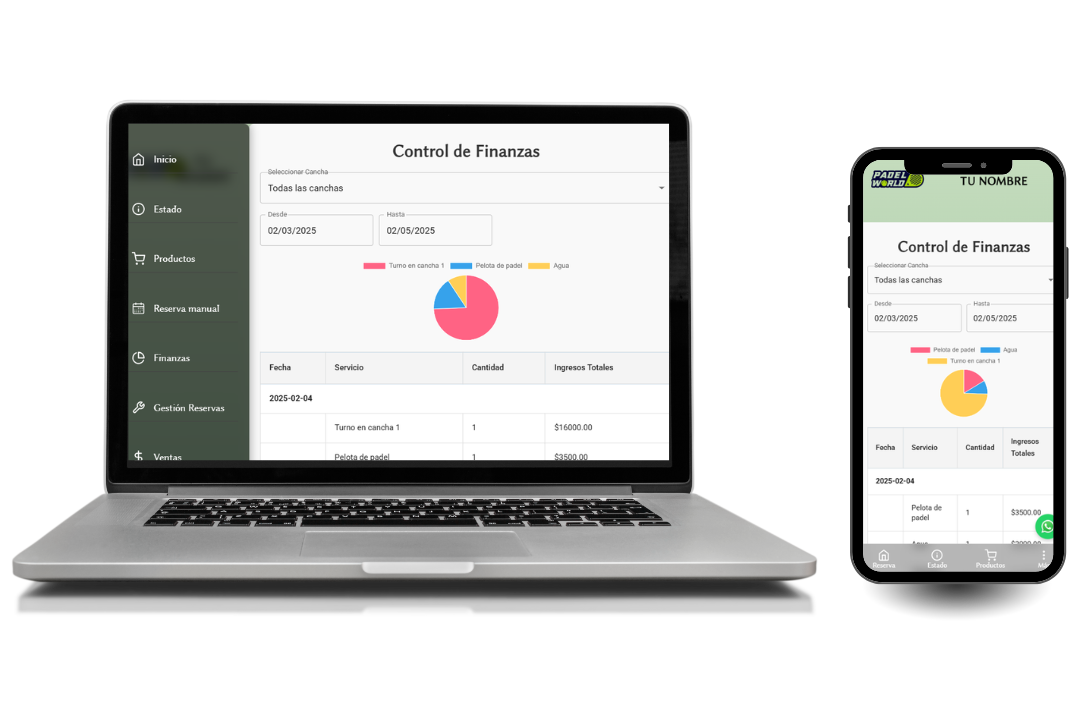 Inicio
Estado
Productos
Reserva manual
Finanzas
Gestión Reservas
Ventas
Control de Finanzas
Seleccionar Cancha
Todas las canchas
Desde
02/03/2025
Hasta
02/05/2025
Turno en cancha 1
Pelota de padel
Agua
Fecha
Servicio
Cantidad
Ingresos Totales
2025-02-04
Turno en cancha 1
1
$16000.00
Pelota de padel
1
$3500.00
PADEL
WORLD
TU NOMBRE
Control de Finanzas
Seleccionar Cancha
Todas las canchas
Desde
02/03/2025
Hasta
02/05/2025
Pelota de padel
Agua
Turno en cancha 1
Fecha
Servicio
Cantidad
Ingresos
Totales
2025-02-04
Pelota de
padel
1
$3500.00
Reserva
Estado
Productos